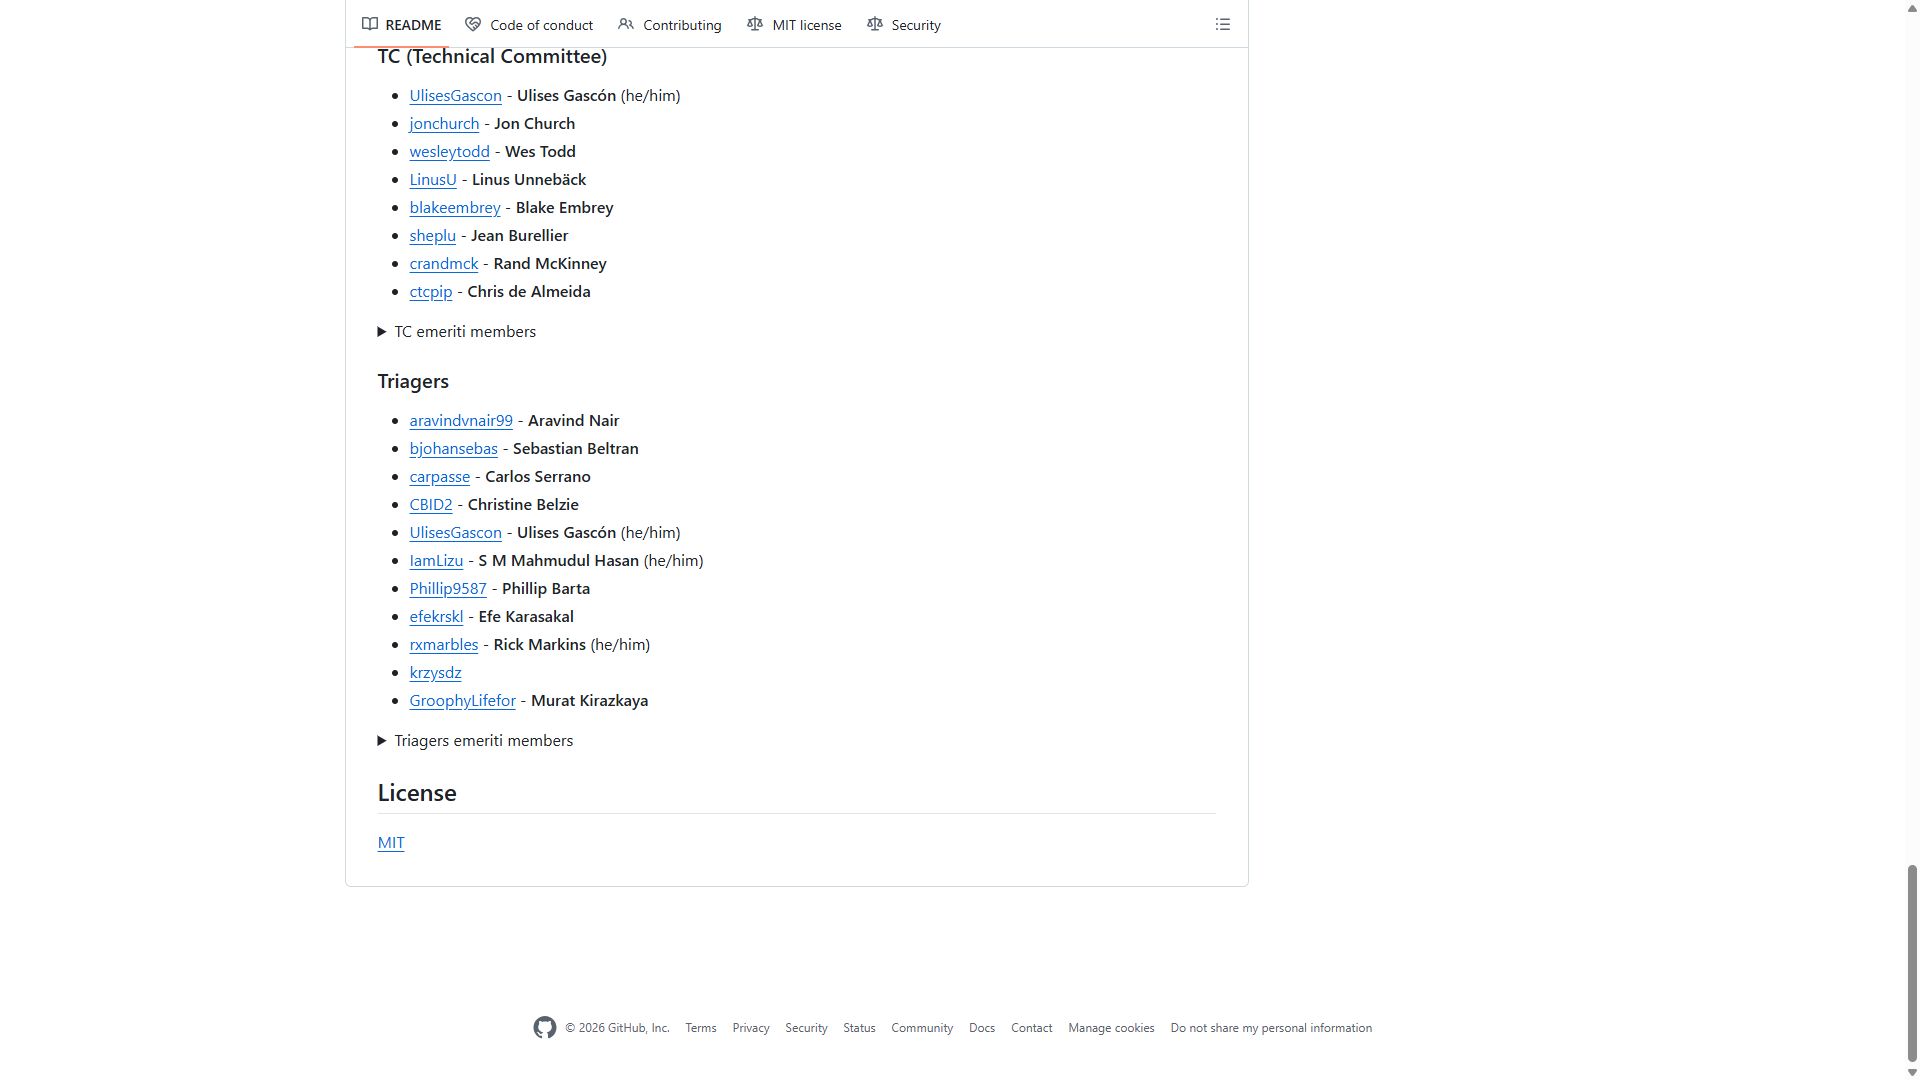 README Code of conduct Contributing MIT license Security
TC (Technical Committee)
UlisesGascon - Ulises Gascón (he/him)
jonchurch - Jon Church
wesleytodd - Wes Todd
LinusU - Linus Unnebäck
blakeembrey - Blake Embrey
sheplu - Jean Burellier
crandmck - Rand McKinney
ctcpip - Chris de Almeida
TC emeriti members
Triagers
aravindvnair99 - Aravind Nair
bjohansebas - Sebastian Beltran
carpasse - Carlos Serrano
CBID2 - Christine Belzie
UlisesGascon - Ulises Gascón (he/him)
IamLizu - S M Mahmudul Hasan (he/him)
Phillip9587 - Phillip Barta
efekrskl - Efe Karasakal
rxmarbles - Rick Markins (he/him)
krzysdz
GroophyLifefor - Murat Kirazkaya
Triagers emeriti members
License
MIT
© 2026 GitHub, Inc. Terms Privacy Security Status Community Docs Contact Manage cookies Do not share my personal information